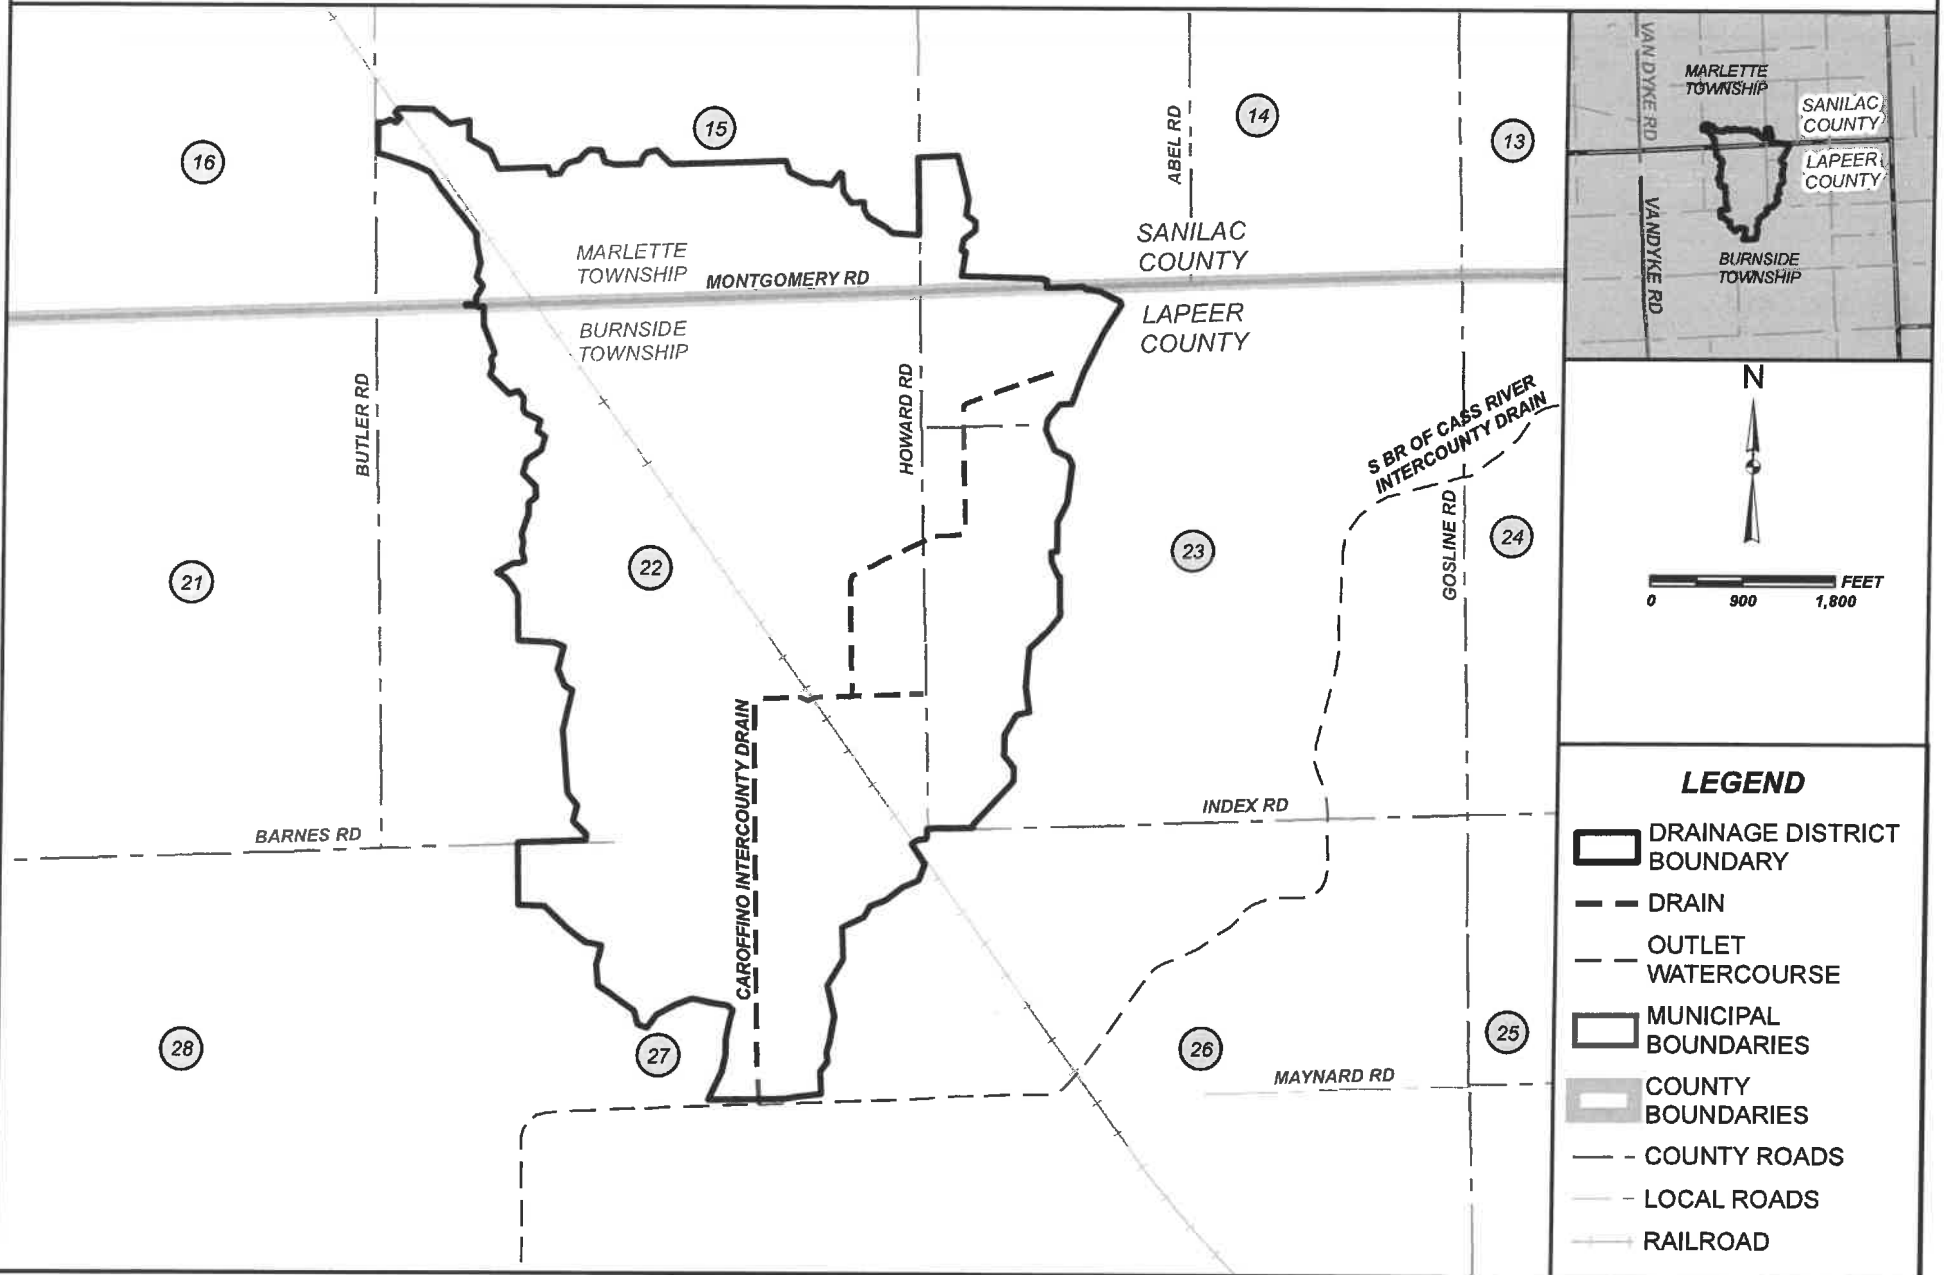 16
15
14
13
ABEL RD
MARLETTE
TOWNSHIP
MONTGOMERY RD
SANILAC
COUNTY
BURNSIDE
TOWNSHIP
LAPEER
COUNTY
BUTLER RD
HOWARD RD
S BR OF CASS RIVER
INTERCOUNTY DRAIN
GOSLINE RD
21
22
23
24
CAROFFINO INTERCOUNTY DRAIN
BARNES RD
INDEX RD
28
27
26
25
MAYNARD RD
VAN DYKE RD
MARLETTE
TOWNSHIP
SANILAC
COUNTY
LAPEER
COUNTY
VANDYKE RD
BURNSIDE
TOWNSHIP
N
FEET
0 900 1,800
LEGEND
DRAINAGE DISTRICT
BOUNDARY
DRAIN
OUTLET
WATERCOURSE
MUNICIPAL
BOUNDARIES
COUNTY
BOUNDARIES
COUNTY ROADS
LOCAL ROADS
RAILROAD